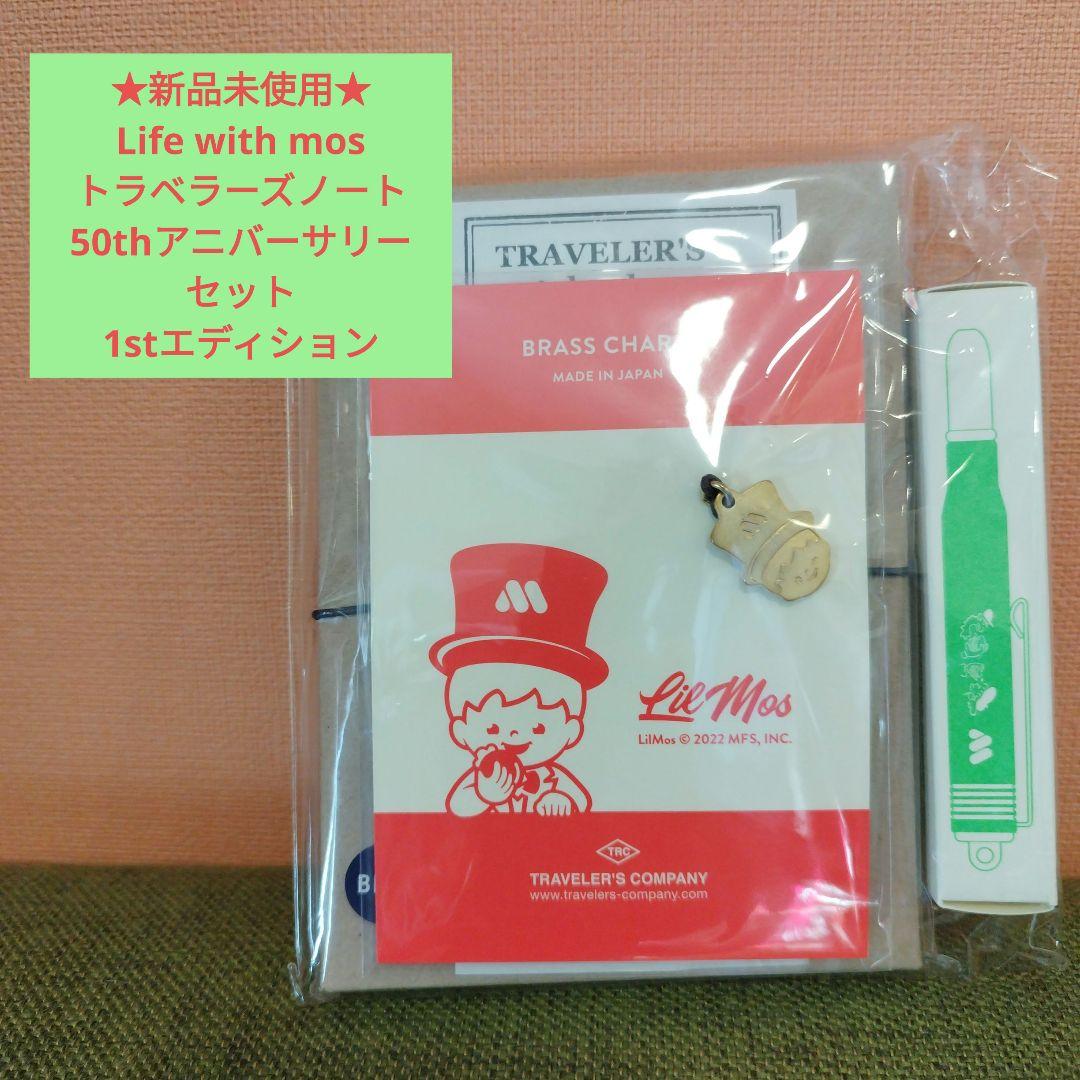 ★新品未使用★
Life with mos
トラベラーズノート
50thアニバーサリー
セット
1stエディション
TRAVELER'S
BRASS CHAR
MADE IN JAPAN
Lil Mos
LilMos © 2022 MFS, INC.
TRC
TRAVELER'S COMPANY
www.travelers-company.com